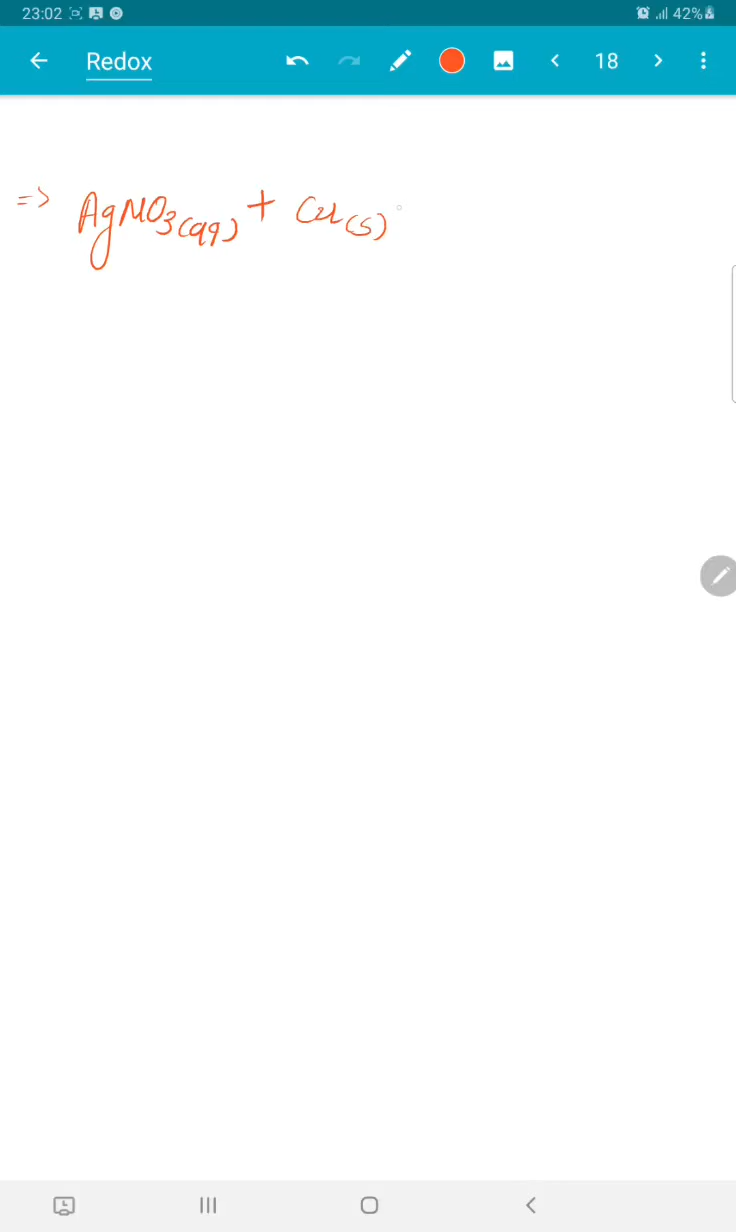 23:02 42%
Redox 18
=> AgNO3(aq) + Cu(s)